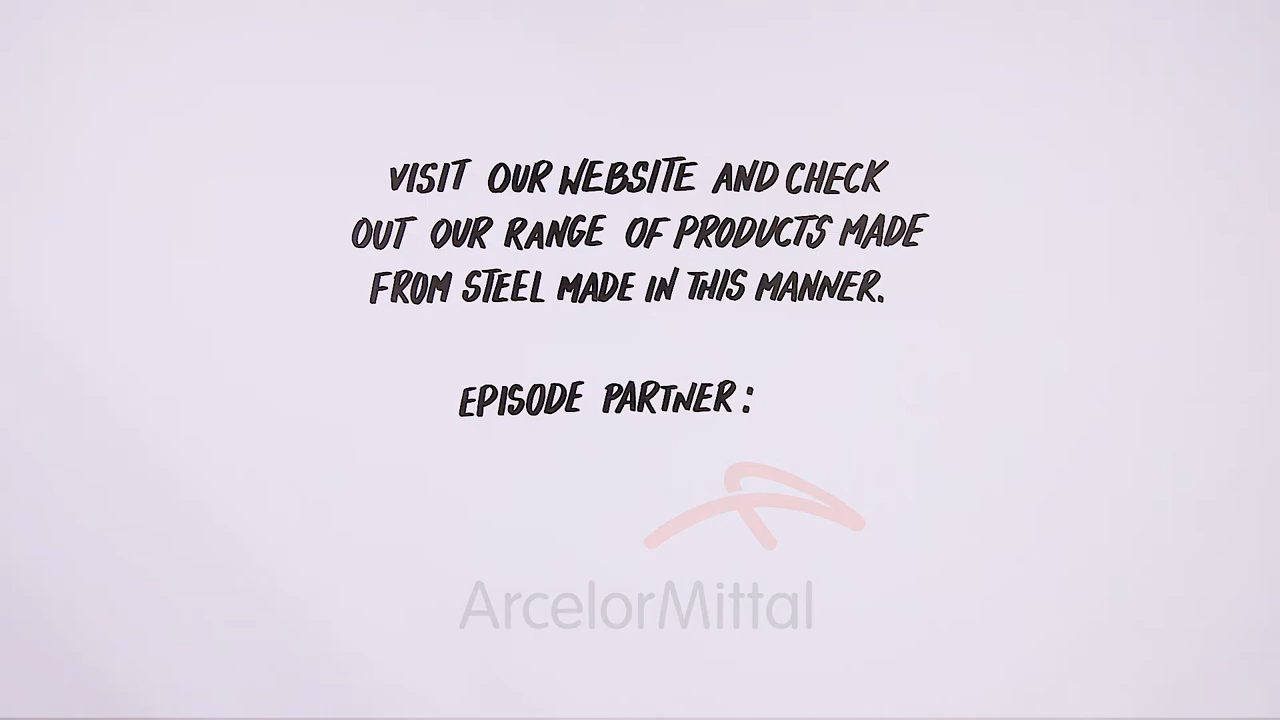 VISIT OUR WEBSITE AND CHECK
OUT OUR RANGE OF PRODUCTS MADE
FROM STEEL MADE IN THIS MANNER.
EPISODE PARTNER:
ArcelorMittal